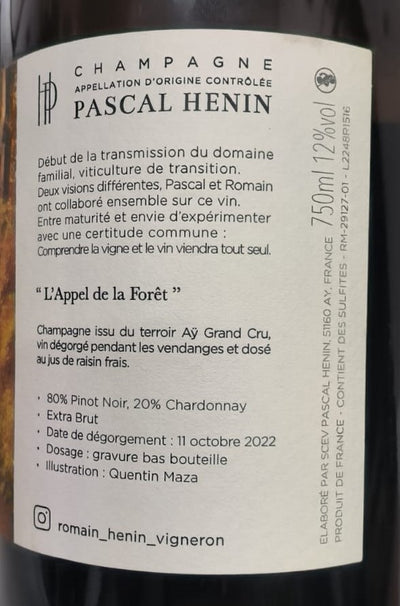 HP
CHAMPAGNE
APPELLATION D'ORIGINE CONTRÔLÉE
PASCAL HENIN
Début de la transmission du domaine
familial, viticulture de transition.
Deux visions différentes, Pascal et Romain
ont collaboré ensemble sur ce vin.
Entre maturité et envie d'expérimenter
avec une certitude commune :
Comprendre la vigne et le vin viendra tout seul.
“ L'Appel de la Forêt ”
Champagne issu du terroir Aÿ Grand Cru,
vin dégorgé pendant les vendanges et dosé
au jus de raisin frais.
• 80% Pinot Noir, 20% Chardonnay
• Extra Brut
• Date de dégorgement : 11 octobre 2022
• Dosage : gravure bas bouteille
• Illustration : Quentin Maza
romain_henin_vigneron
ELABORÉ PAR SCEV PASCAL HENIN, 51160 AY, FRANCE 750ml 12%vol
PRODUIT DE FRANCE - CONTIENT DES SULFITES - RM-29127-01 - L2248P1516